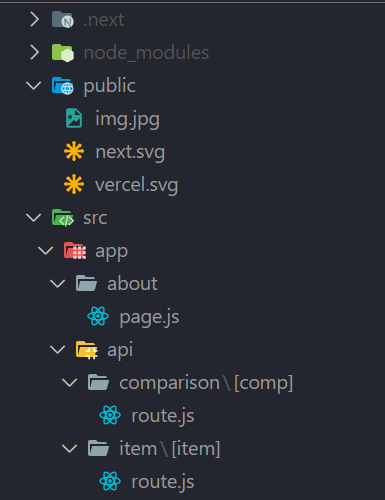 .next
node_modules
public
img.jpg
next.svg
vercel.svg
src
app
about
page.js
api
comparison\[comp]
route.js
item\[item]
route.js